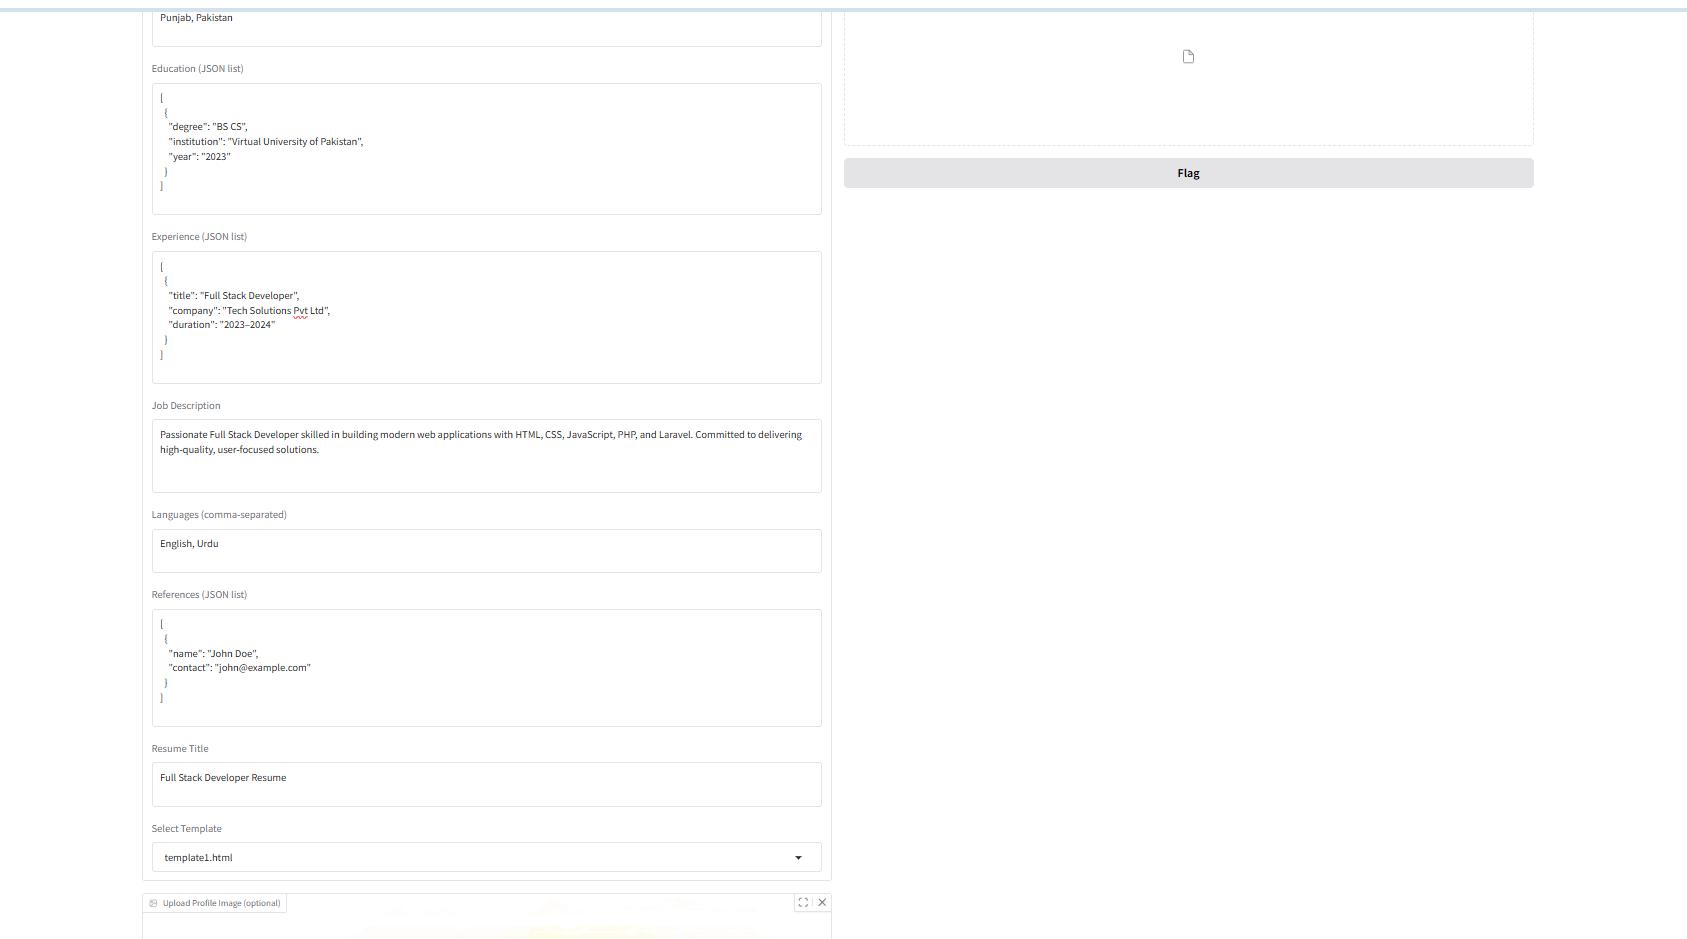 Punjab, Pakistan
Education (JSON list)
[
{
"degree": "BS CS",
"institution": "Virtual University of Pakistan",
"year": "2023"
}
]
Experience (JSON list)
[
{
"title": "Full Stack Developer",
"company": "Tech Solutions Pvt Ltd",
"duration": "2023–2024"
}
]
Job Description
Passionate Full Stack Developer skilled in building modern web applications with HTML, CSS, JavaScript, PHP, and Laravel. Committed to delivering
high-quality, user-focused solutions.
Languages (comma-separated)
English, Urdu
References (JSON list)
[
{
"name": "John Doe",
"contact": "john@example.com"
}
]
Resume Title
Full Stack Developer Resume
Select Template
template1.html
Upload Profile Image (optional)
Flag